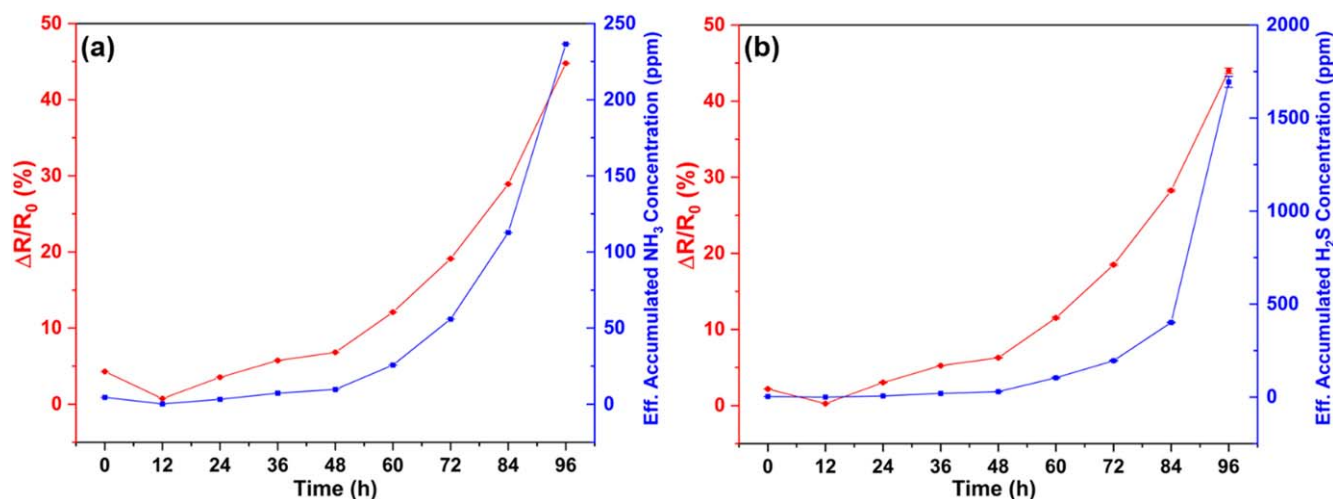 (a)
50
40
30
20
10
0
ΔR/R₀ (%)
250
200
150
100
50
0
Eff. Accumulated NH₃ Concentration (ppm)
0 12 24 36 48 60 72 84 96
Time (h)
(b)
50
40
30
20
10
0
ΔR/R₀ (%)
2000
1750
1500
500
250
0
Eff. Accumulated H₂S Concentration (ppm)
0 12 24 36 48 60 72 84 96
Time (h)